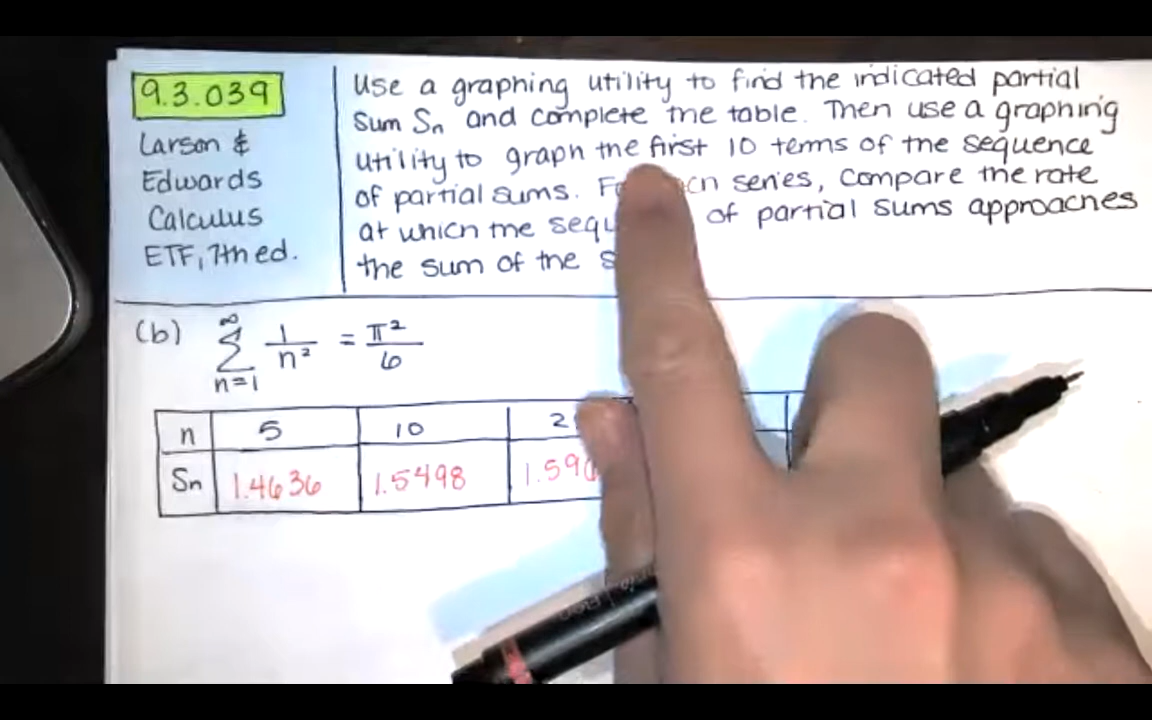 9.3.039
Larson &
Edwards
Calculus
ETF, 7th ed.
Use a graphing utility to find the indicated partial
sum Sn and complete the table. Then use a graphing
utility to graph the first 10 terms of the sequence
of partial sums. series, compare the rate
at which the of partial sums approaches
the sum of the
(b) ∞ Σ n=1 1/n² = π²/6
n 5 10
Sn 1.4636 1.5498